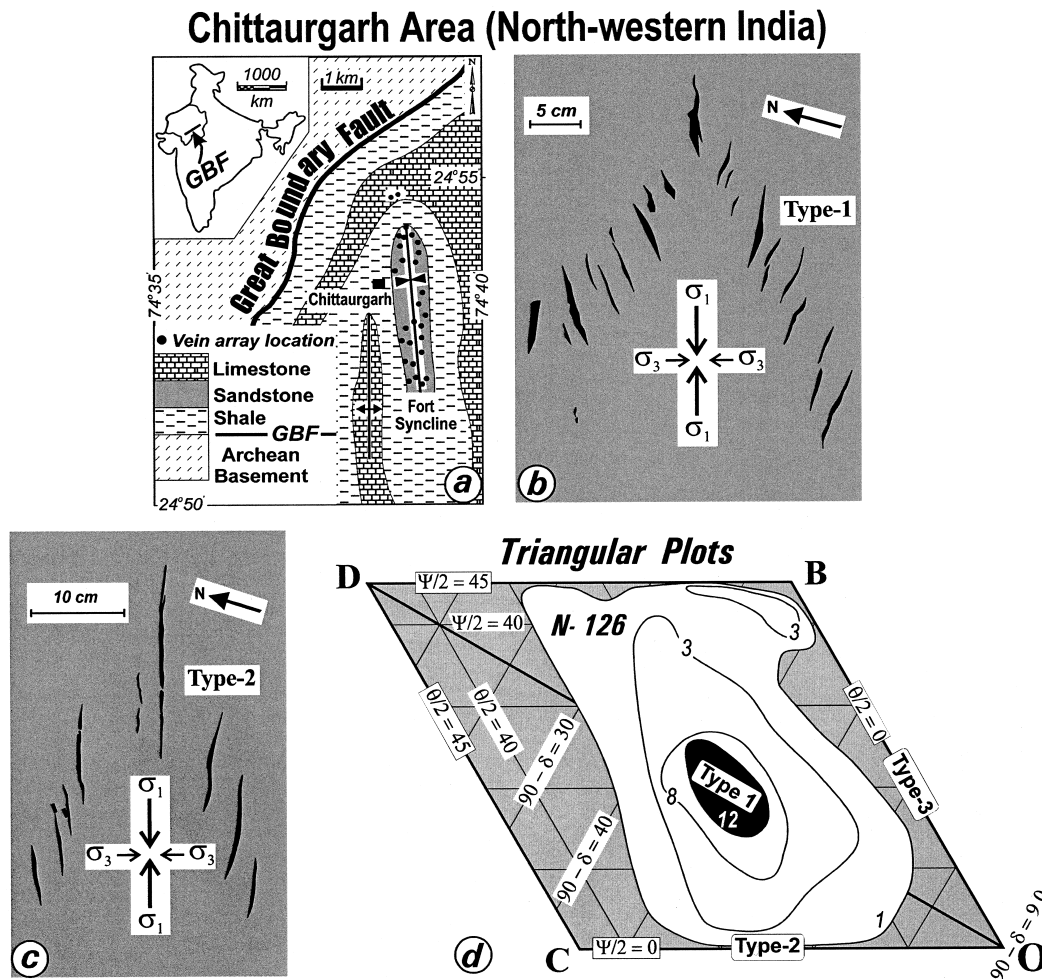 Chittaurgarh Area (North-western India)
1000
km
1 km
N
GBF
Great Boundary Fault
24°55'
74°35'
74°40'
Chittaurgarh
Vein array location
Limestone
Sandstone
Shale
GBF
Archean
Basement
Fort
Syncline
24°50'
a
5 cm
N
Type-1
σ1
σ3
σ3
σ1
b
10 cm
N
Type-2
σ1
σ3
σ3
σ1
c
Triangular Plots
D
Ψ/2 = 45
B
Ψ/2 = 40
N- 126
3
3
θ/2 = 45
θ/2 = 40
90 – δ = 30
90 – δ = 40
θ/2 = 0
Type-3
Type 1
8
12
1
d
C
Ψ/2 = 0
Type-2
O
90 – δ = 90